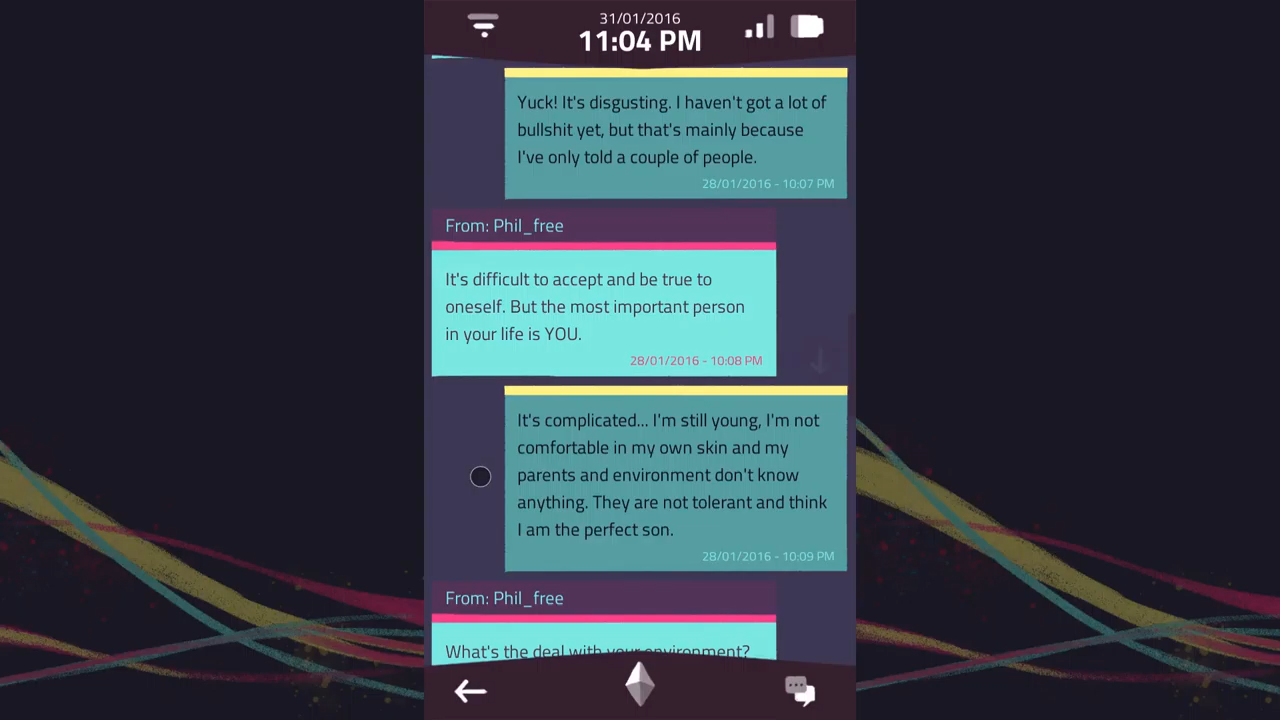 31/01/2016
11:04 PM
Yuck! It's disgusting. I haven't got a lot of
bullshit yet, but that's mainly because
I've only told a couple of people.
28/01/2016 - 10:07 PM
From: Phil_free
It's difficult to accept and be true to
oneself. But the most important person
in your life is YOU.
28/01/2016 - 10:08 PM
It's complicated... I'm still young, I'm not
comfortable in my own skin and my
parents and environment don't know
anything. They are not tolerant and think
I am the perfect son.
28/01/2016 - 10:09 PM
From: Phil_free
What's the deal with your environment?